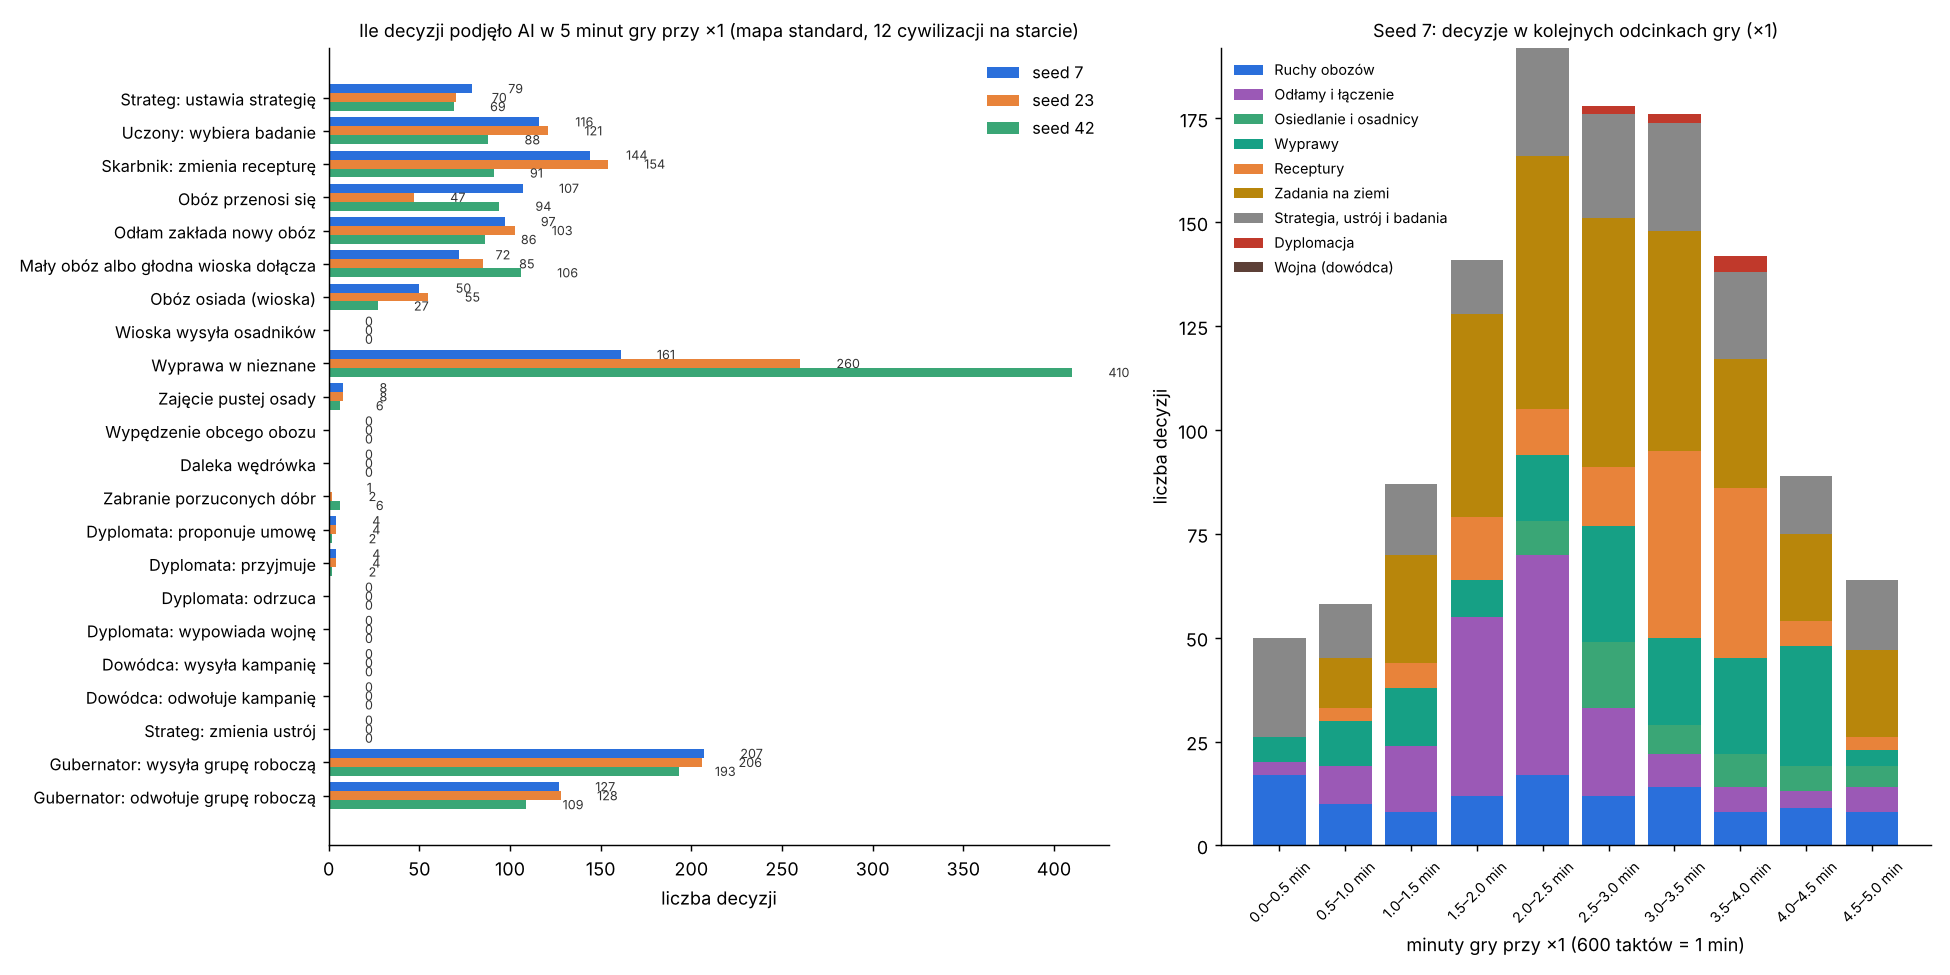 Ile decyzji podjęło AI w 5 minut gry przy ×1 (mapa standard, 12 cywilizacji na starcie)
seed 7
seed 23
seed 42
Strateg: ustawia strategię
79
70
69
Uczony: wybiera badanie
116
121
88
Skarbnik: zmienia recepturę
144
154
91
Obóz przenosi się
107
47
94
Odłam zakłada nowy obóz
97
103
86
Mały obóz albo głodna wioska dołącza
72
85
106
Obóz osiada (wioska)
50
55
27
Wioska wysyła osadników
0
0
0
Wyprawa w nieznane
161
260
410
Zajęcie pustej osady
8
8
6
Wypędzenie obcego obozu
0
0
0
Daleka wędrówka
0
0
0
Zabranie porzuconych dóbr
1
2
6
Dyplomata: proponuje umowę
4
4
2
Dyplomata: przyjmuje
4
4
2
Dyplomata: odrzuca
0
0
0
Dyplomata: wypowiada wojnę
0
0
0
Dowódca: wysyła kampanię
0
0
0
Dowódca: odwołuje kampanię
0
0
0
Strateg: zmienia ustrój
0
0
0
Gubernator: wysyła grupę roboczą
207
206
193
Gubernator: odwołuje grupę roboczą
127
128
109
0 50 100 150 200 250 300 350 400
liczba decyzji
Seed 7: decyzje w kolejnych odcinkach gry (×1)
Ruchy obozów
Odłamy i łączenie
Osiedlanie i osadnicy
Wyprawy
Receptury
Zadania na ziemi
Strategia, ustrój i badania
Dyplomacja
Wojna (dowódca)
liczba decyzji
175
150
125
100
75
50
25
0
0.0–0.5 min
0.5–1.0 min
1.0–1.5 min
1.5–2.0 min
2.0–2.5 min
2.5–3.0 min
3.0–3.5 min
3.5–4.0 min
4.0–4.5 min
4.5–5.0 min
minuty gry przy ×1 (600 taktów = 1 min)